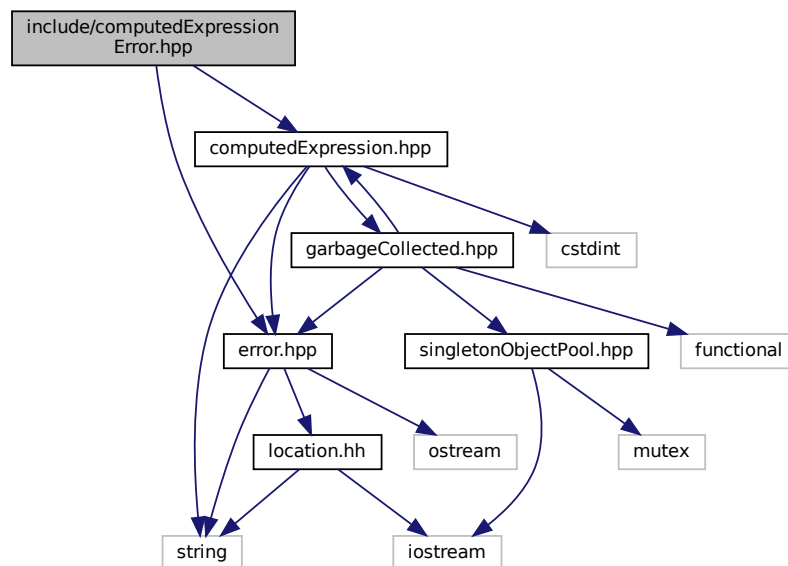 include/computedExpression
Error.hpp
computedExpression.hpp
garbageCollected.hpp
cstdint
error.hpp
singletonObjectPool.hpp
functional
location.hh
ostream
mutex
string
iostream